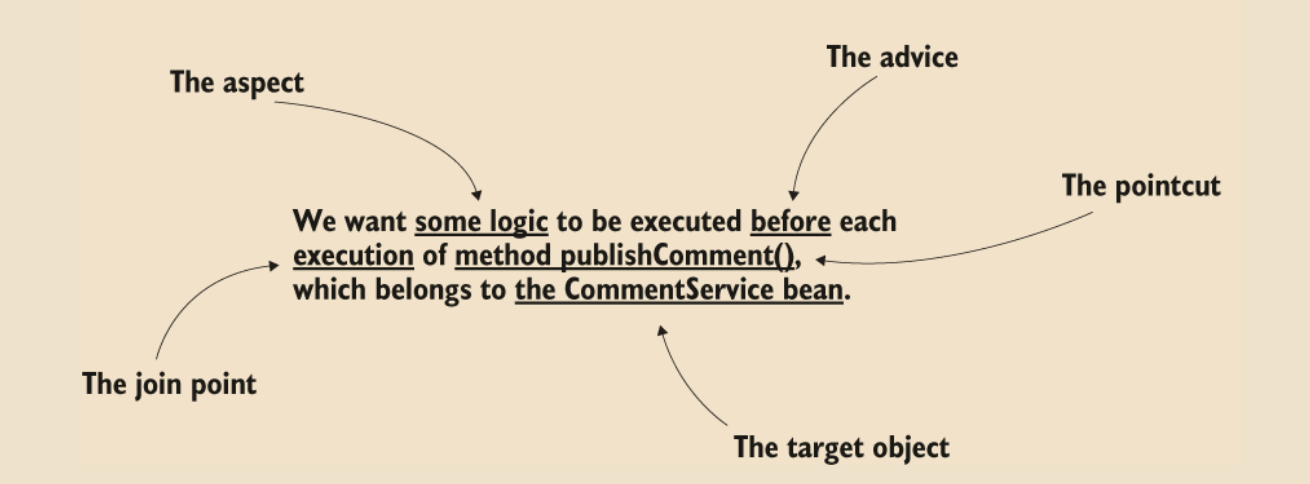 The advice
The aspect
The pointcut
We want some logic to be executed before each
execution of method publishComment(),
which belongs to the CommentService bean.
The join point
The target object